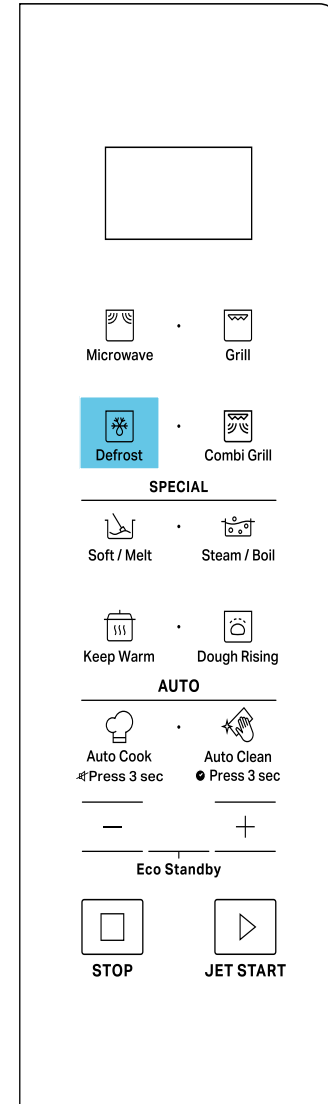 Microwave Grill
Defrost Combi Grill
SPECIAL
Soft / Melt Steam / Boil
Keep Warm Dough Rising
AUTO
Auto Cook Auto Clean
Press 3 sec Press 3 sec
− +
Eco Standby
STOP JET START